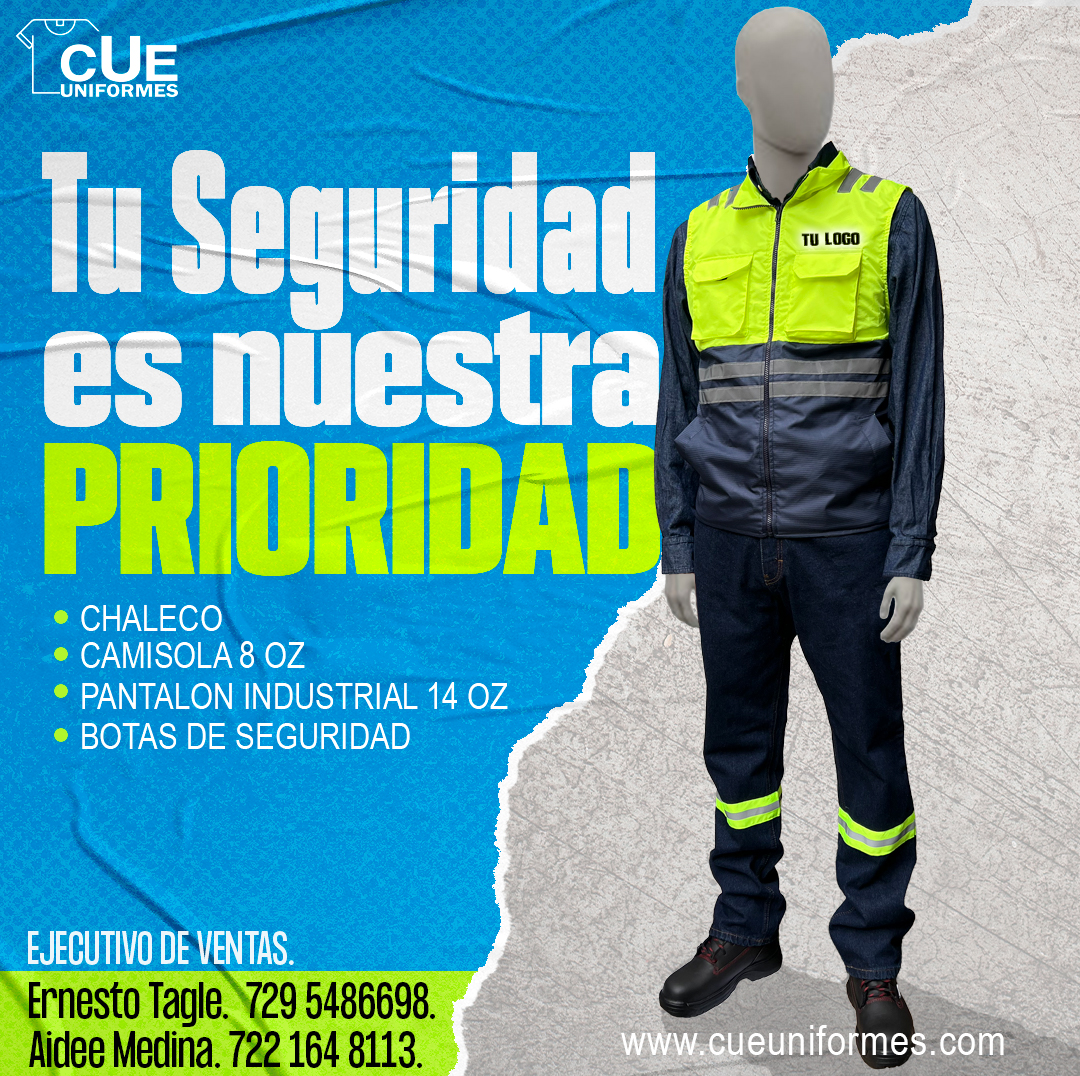 CUE
UNIFORMES
Tu Seguridad
es nuestra
PRIORIDAD
TU LOGO
CHALECO
CAMISOLA 8 OZ
PANTALON INDUSTRIAL 14 OZ
BOTAS DE SEGURIDAD
EJECUTIVO DE VENTAS.
Ernesto Tagle. 729 5486698.
Aidee Medina. 722 164 8113.
www.cueuniformes.com